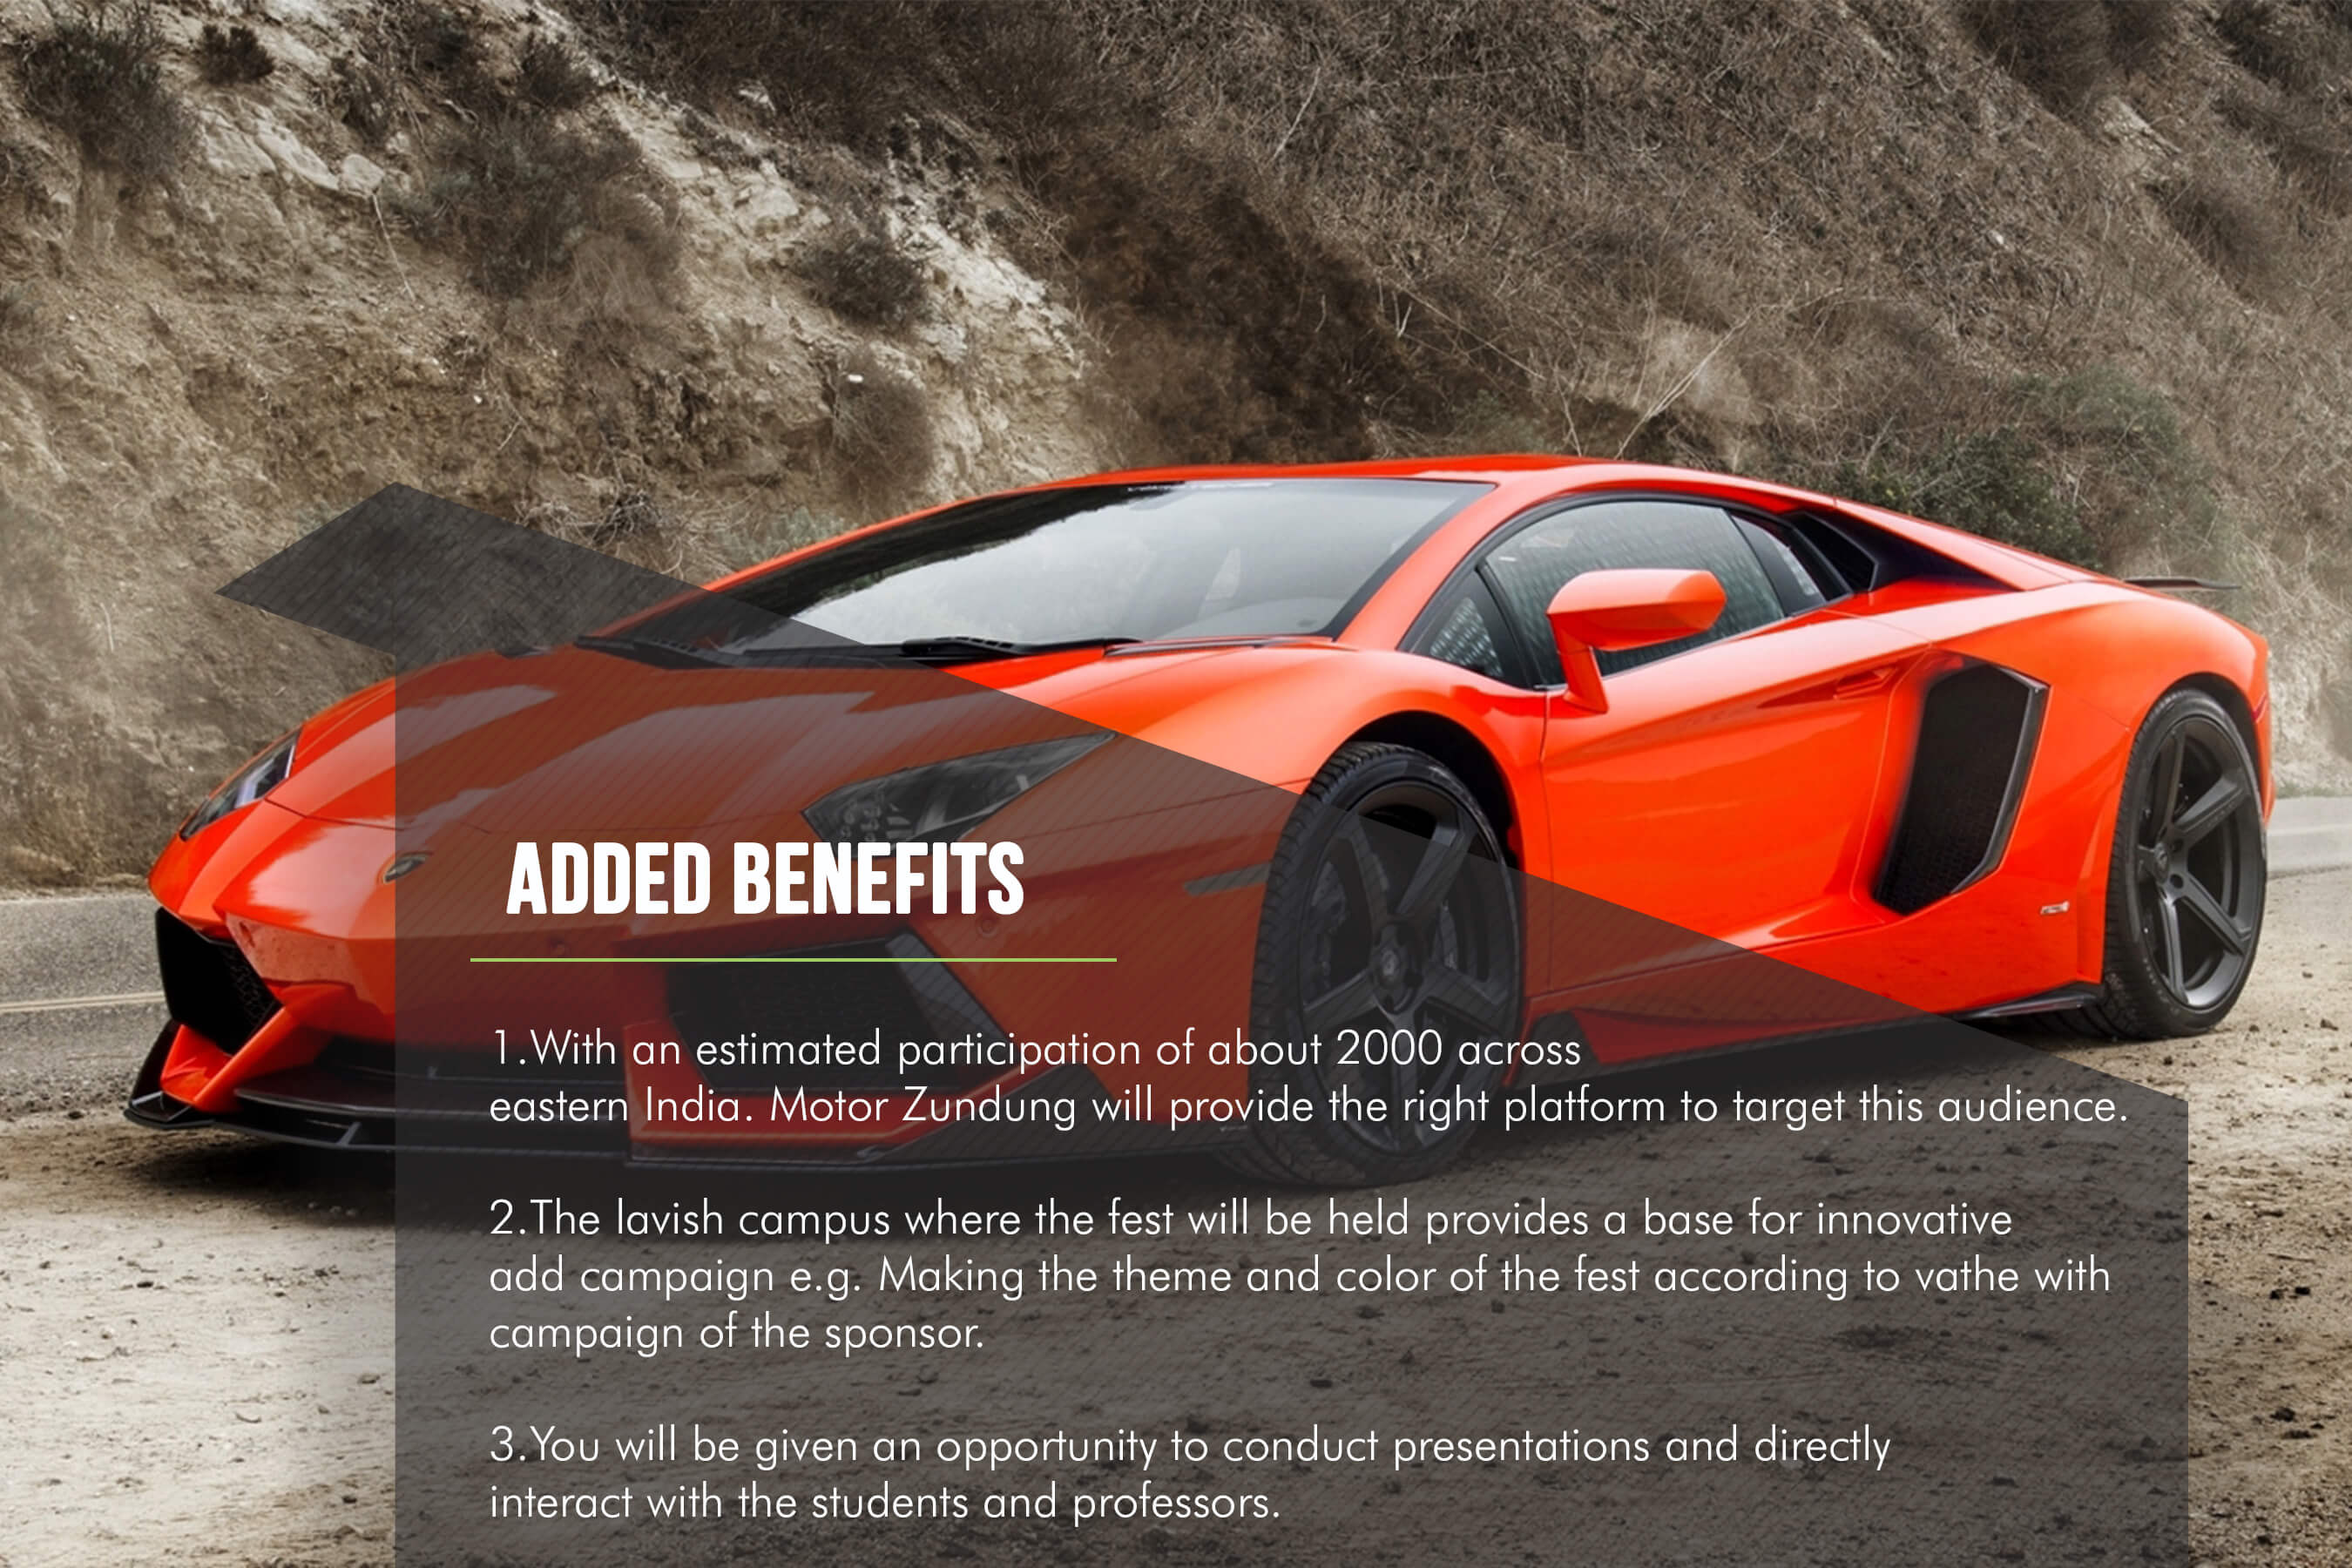 ADDED BENEFITS
1.With an estimated participation of about 2000 across
eastern India. Motor Zundung will provide the right platform to target this audience.
2.The lavish campus where the fest will be held provides a base for innovative
add campaign e.g. Making the theme and color of the fest according to vathe with
campaign of the sponsor.
3.You will be given an opportunity to conduct presentations and directly
interact with the students and professors.